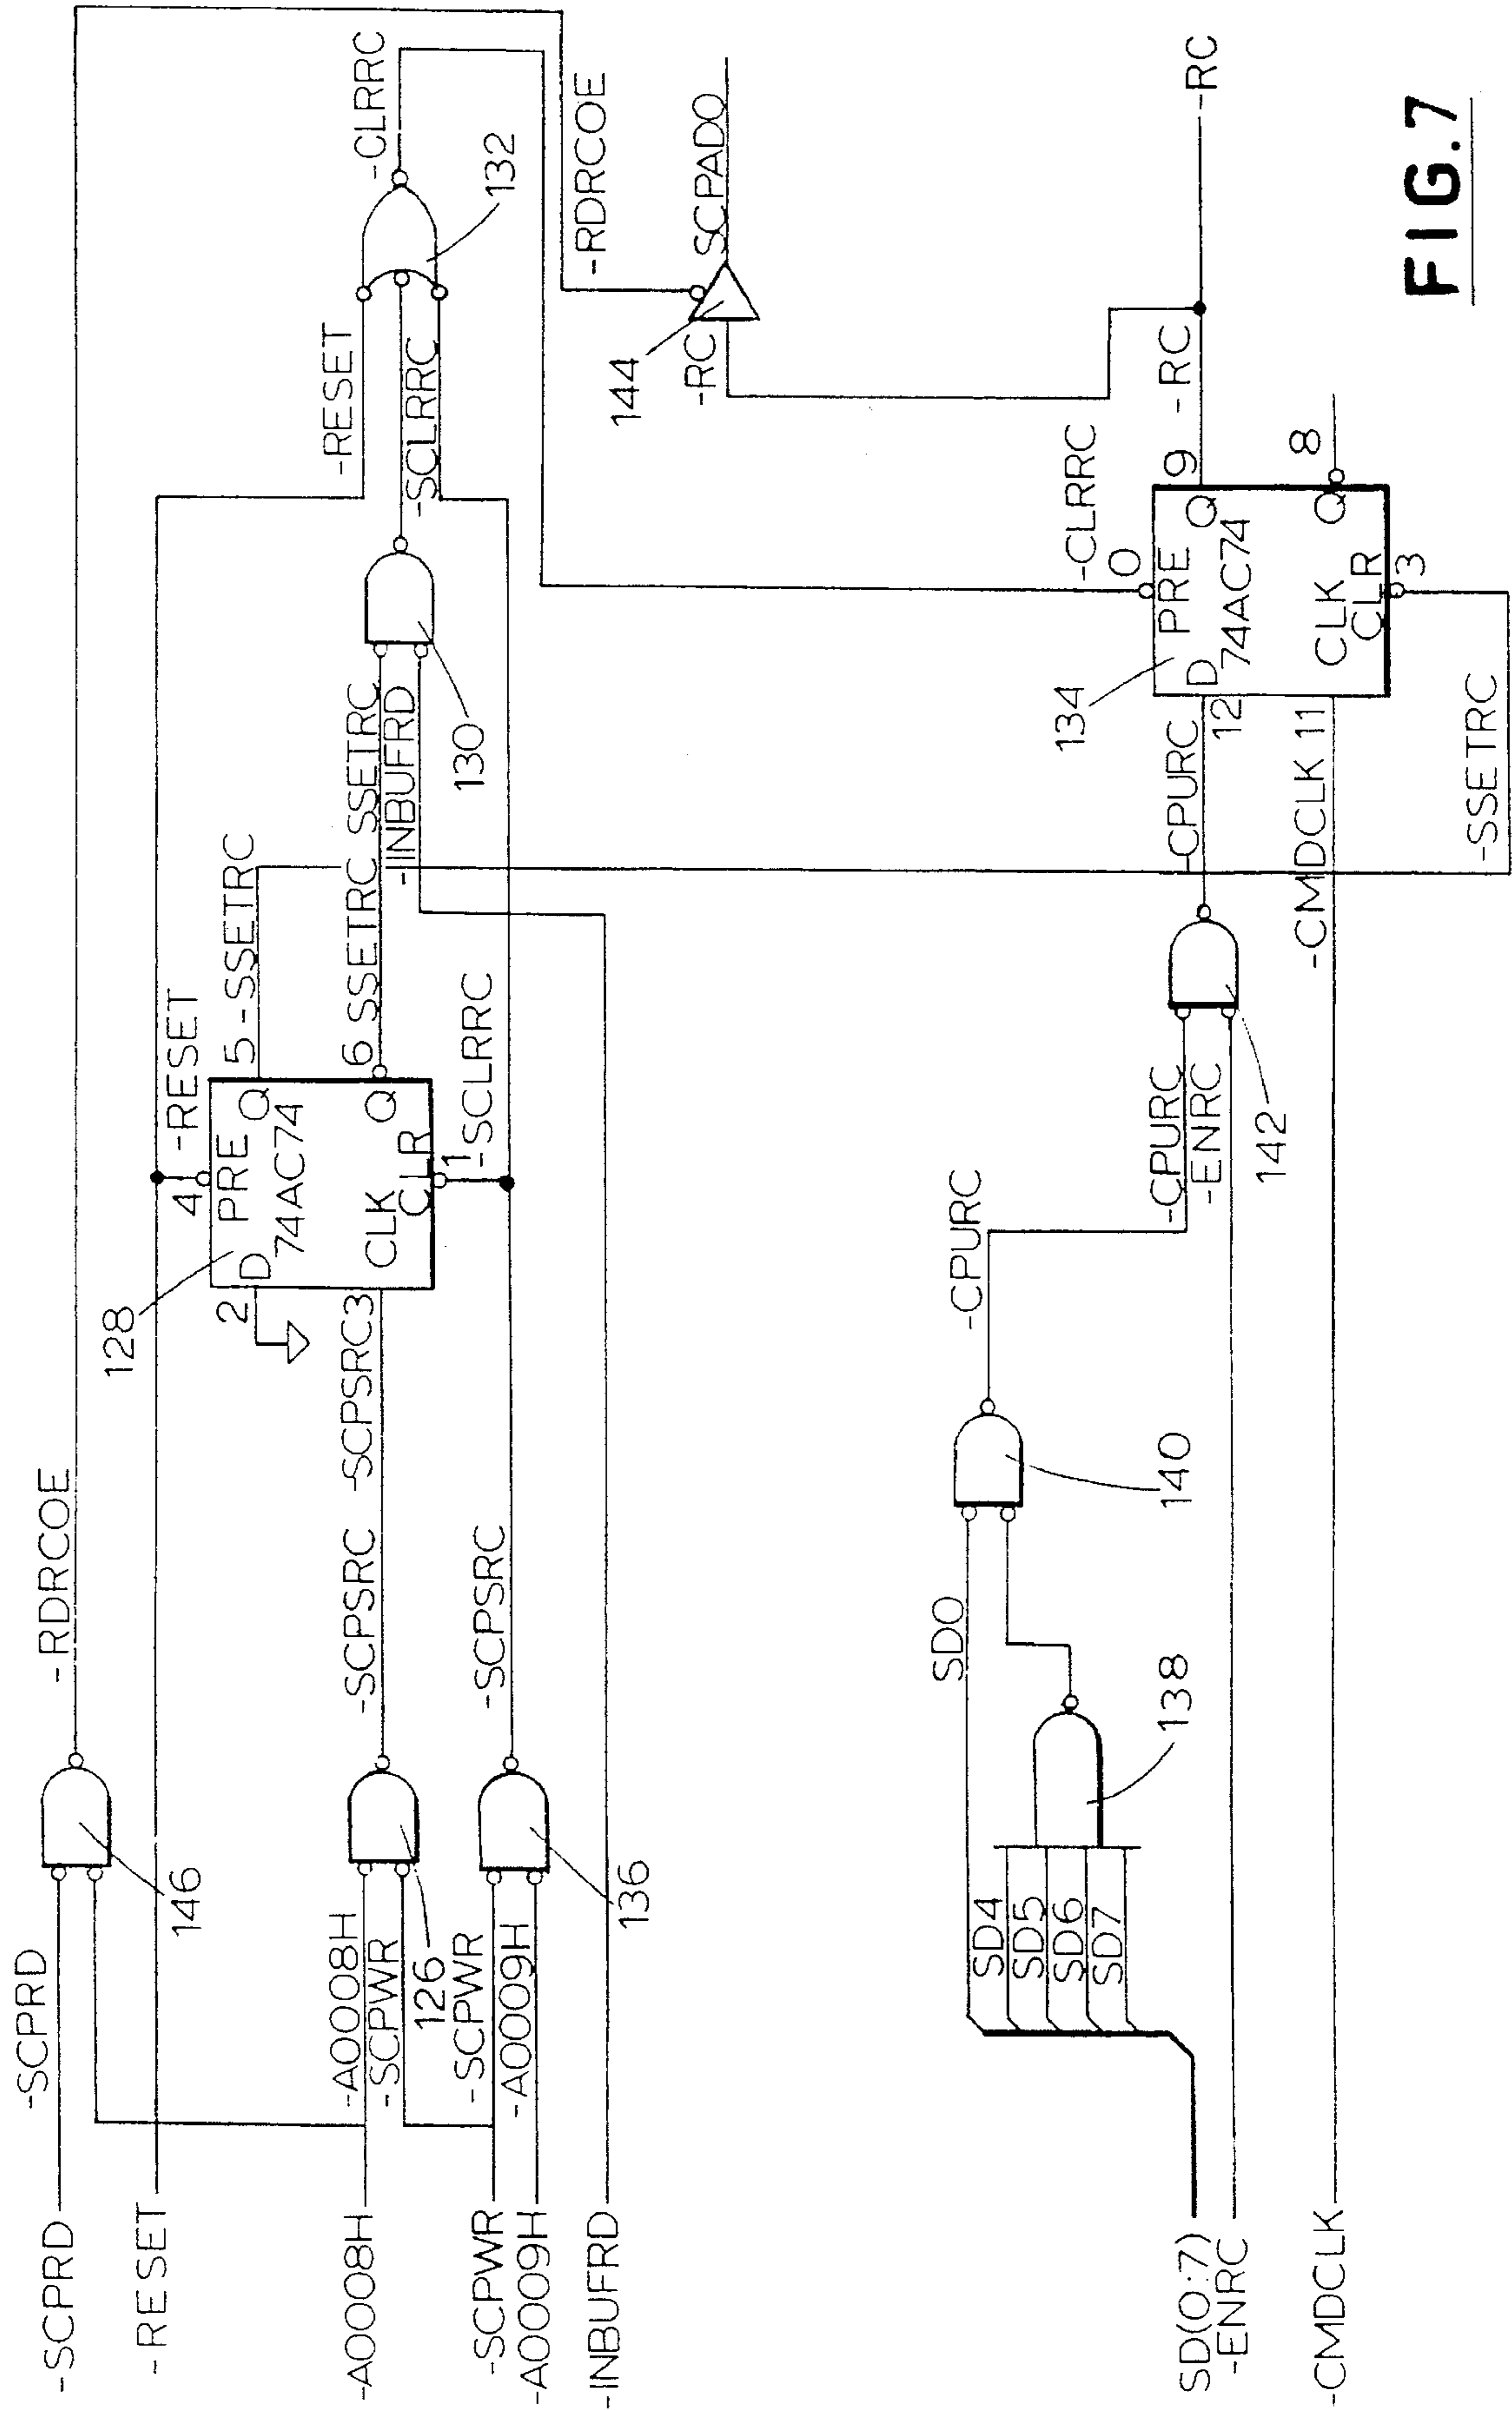 -SCPRD
-SCPRD
146
-RDRCOE
-RESET
128
4
-RESET
2
D
PRE
Q
5
-SSETRC
74AC74
CLK
CLR
Q
6
SSETRC
SSETRC
-INBUFRD
130
-RESET
-SCLRRC
-CLRRC
132
-A0008H
-A0008H
-SCPWR
126
-SCPSRC
-SCPSRC3
1
-SCLRRC
-SCPWR
-A0009H
-SCPWR
-A0009H
136
-SCPSRC
-INBUFRD
-RDRCOE
144
-RC
SCPAD0
SD(0:7)
-ENRC
-CMDCLK
SD0
SD4
SD5
SD6
SD7
138
140
-CPURC
-CPURC
-ENRC
142
CPURC
12
-CMDCLK 11
134
-CLRRC
0
PRE
D
Q
9
74AC74
CLK
CLR
Q
8
3
-SSETRC
-RC
-RC
FIG.7